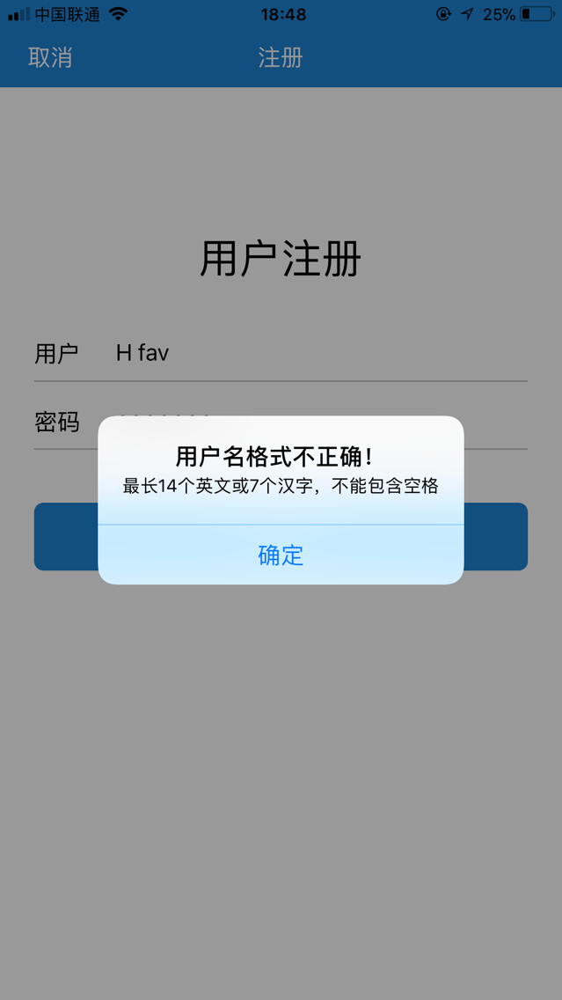 中国联通 18:48 25%
取消 注册
用户注册
用户 H fav
密码
用户名格式不正确！
最长14个英文或7个汉字，不能包含空格
确定